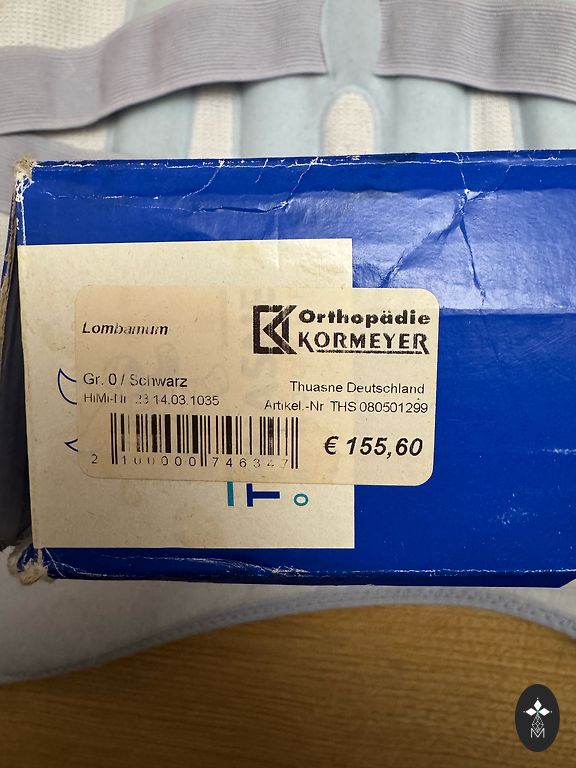 Orthopädie
KORMEYER
Lombamum
Gr. 0 / Schwarz
HiMi-Nr. 23.14.03.1035
Thuasne Deutschland
Artikel.-Nr THS 080501299
2 100000 746347
€ 155,60
IT
M